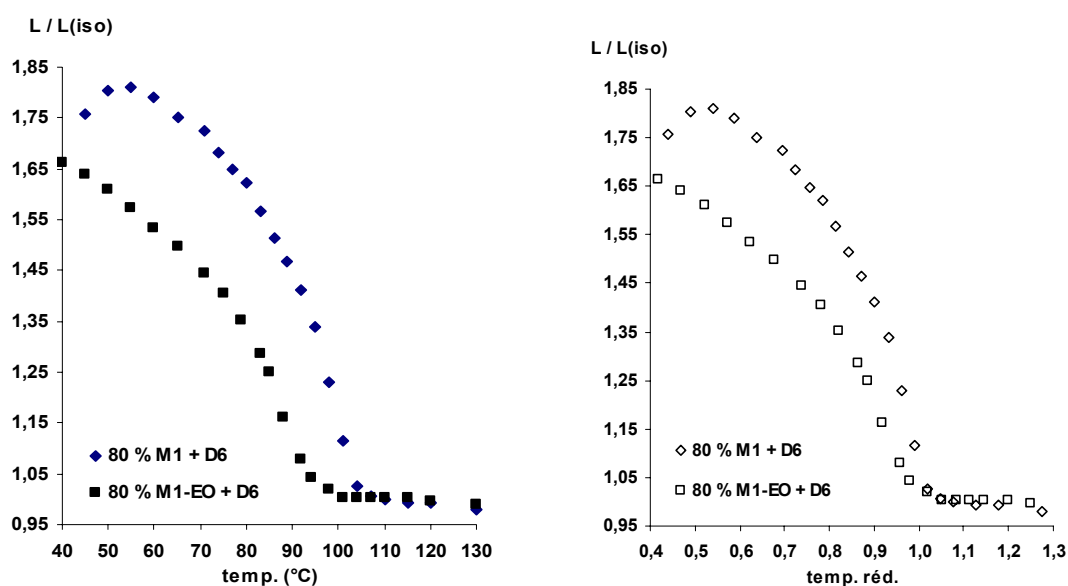 L / L(iso)
1,85
1,75
1,65
1,55
1,45
1,35
1,25
1,15
1,05
0,95
80 % M1 + D6
80 % M1-EO + D6
40 50 60 70 80 90 100 110 120 130
temp. (°C)
L / L(iso)
1,85
1,75
1,65
1,55
1,45
1,35
1,25
1,15
1,05
0,95
80 % M1 + D6
80 % M1-EO + D6
0,4 0,5 0,6 0,7 0,8 0,9 1,0 1,1 1,2 1,3
temp. réd.